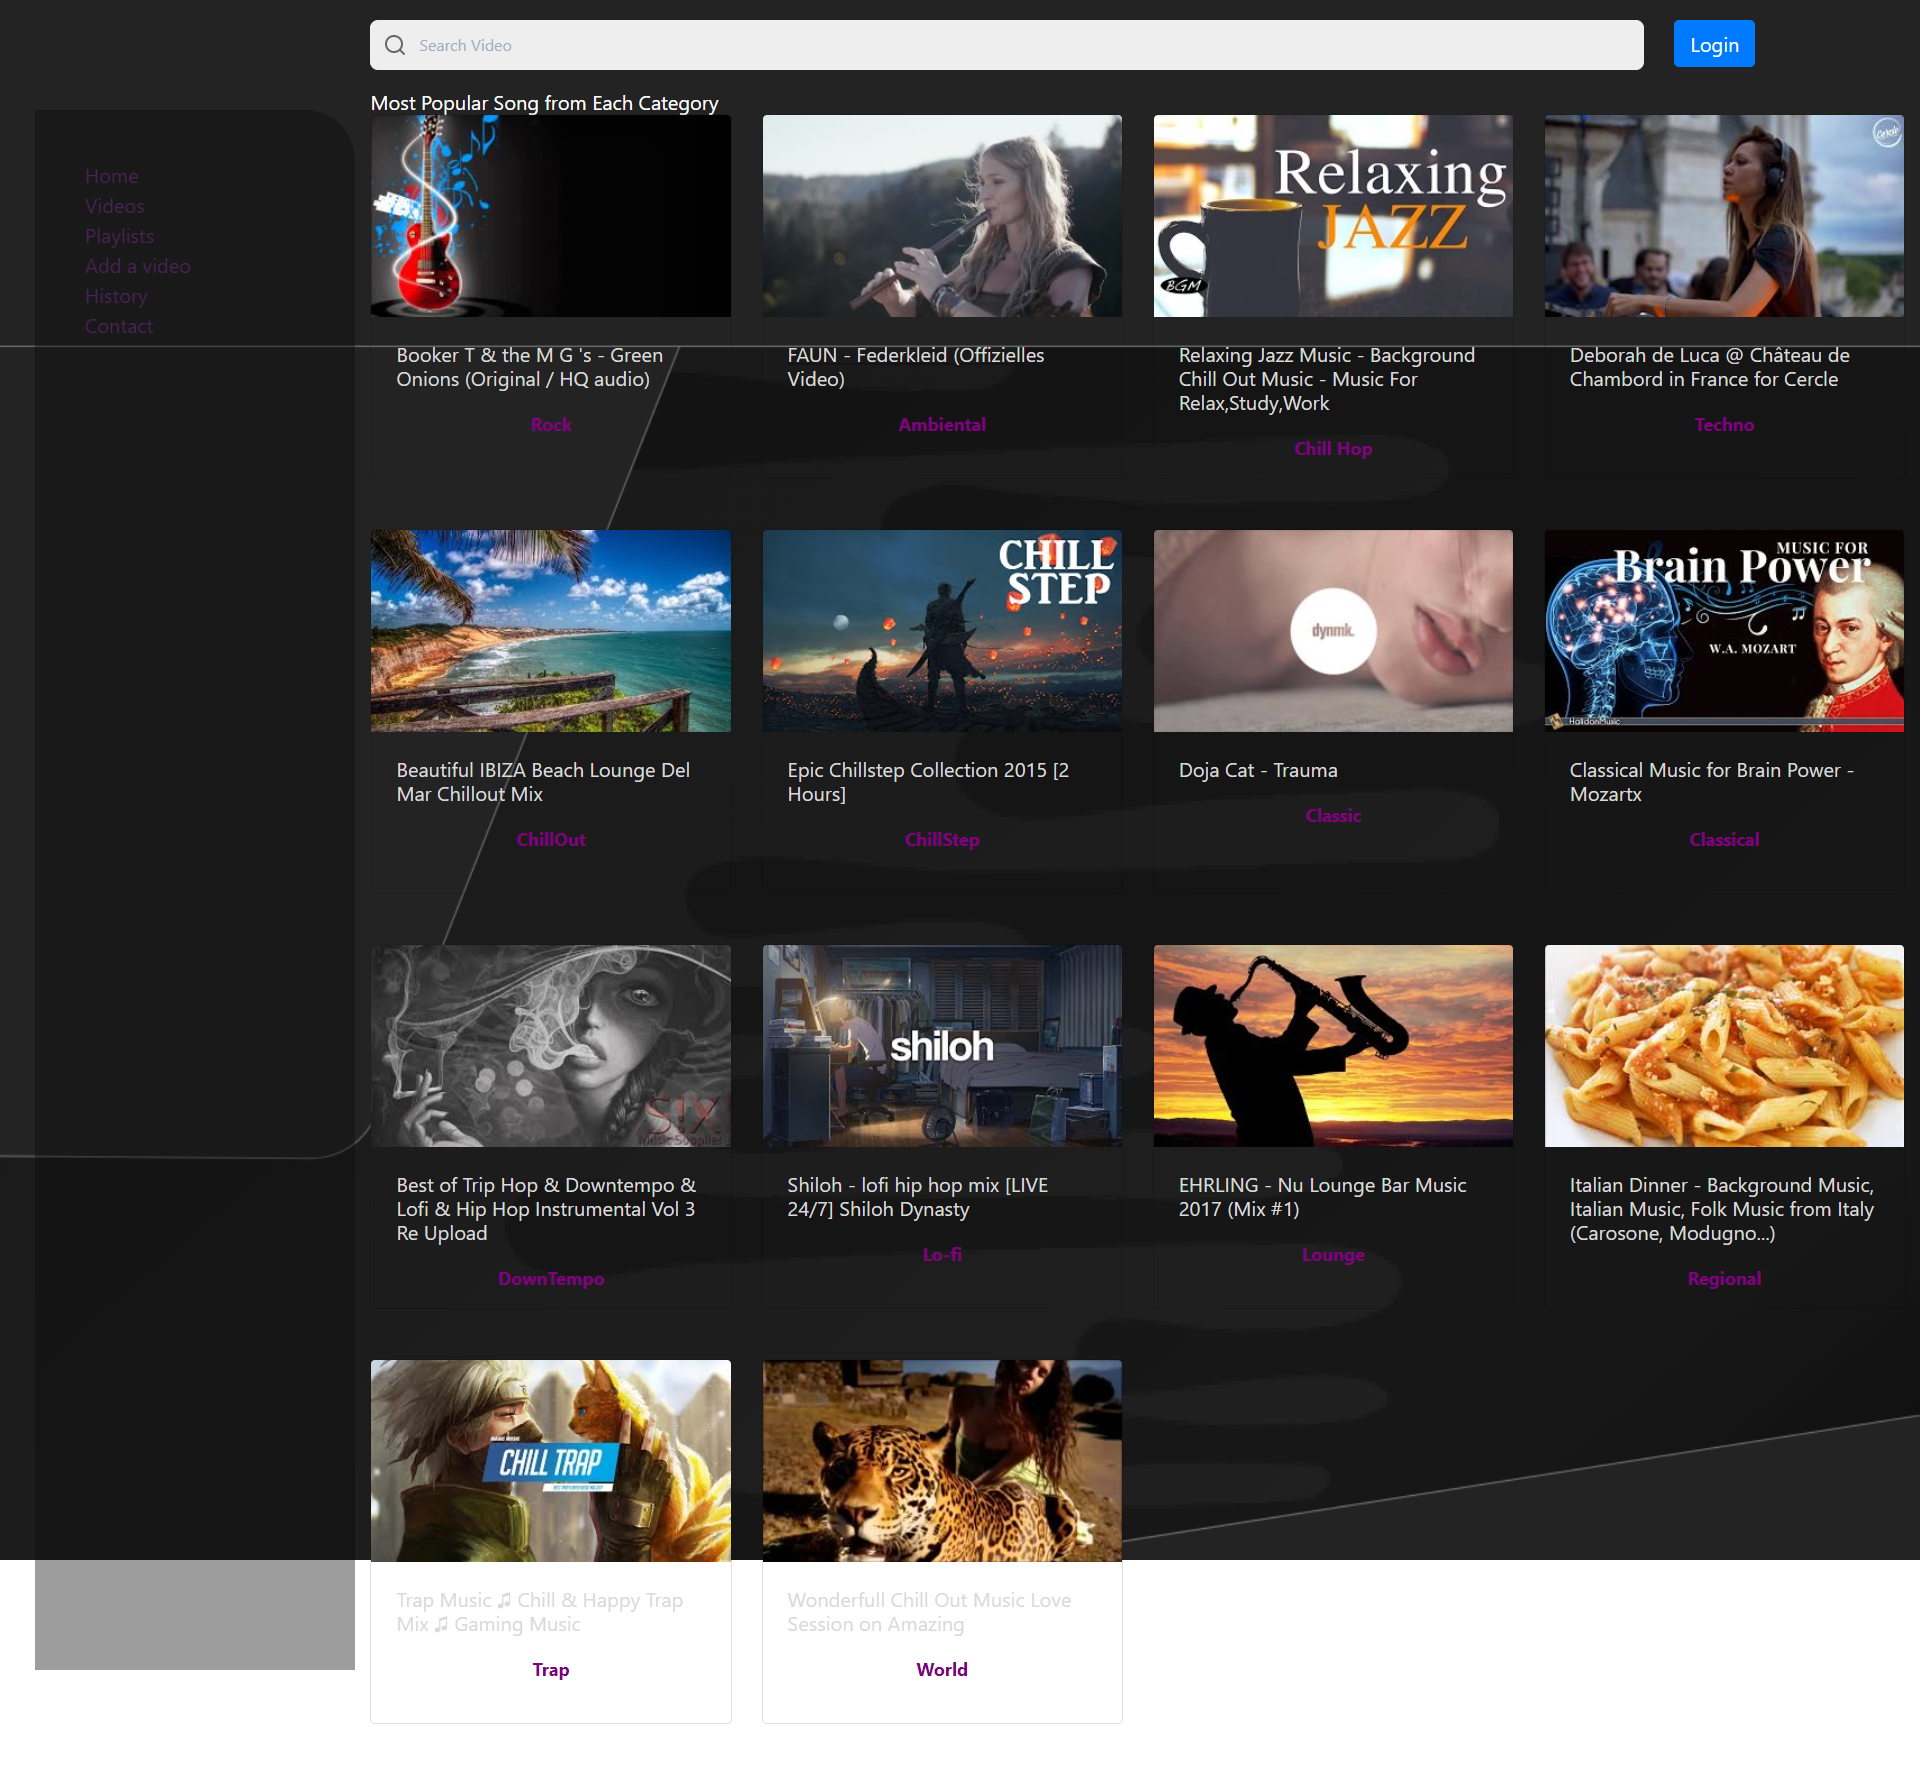 Search Video
Login
Most Popular Song from Each Category
Home
Videos
Playlists
Add a video
History
Contact
Relaxing
JAZZ
BGM
Cercle
Booker T & the M G 's - Green
Onions (Original / HQ audio)
Rock
FAUN - Federkleid (Offizielles
Video)
Ambiental
Relaxing Jazz Music - Background
Chill Out Music - Music For
Relax,Study,Work
Chill Hop
Deborah de Luca @ Château de
Chambord in France for Cercle
Techno
CHILL
STEP
dynmk.
MUSIC FOR
Brain Power
W.A. MOZART
HalidonMusic
Beautiful IBIZA Beach Lounge Del
Mar Chillout Mix
ChillOut
Epic Chillstep Collection 2015 [2
Hours]
ChillStep
Doja Cat - Trauma
Classic
Classical Music for Brain Power -
Mozartx
Classical
S!X
Music Supplier
shiloh
Best of Trip Hop & Downtempo &
Lofi & Hip Hop Instrumental Vol 3
Re Upload
DownTempo
Shiloh - lofi hip hop mix [LIVE
24/7] Shiloh Dynasty
Lo-fi
EHRLING - Nu Lounge Bar Music
2017 (Mix #1)
Lounge
Italian Dinner - Background Music,
Italian Music, Folk Music from Italy
(Carosone, Modugno...)
Regional
MAGIC MUSIC
CHILL TRAP
Trap Music ♫ Chill & Happy Trap
Mix ♫ Gaming Music
Trap
Wonderfull Chill Out Music Love
Session on Amazing
World